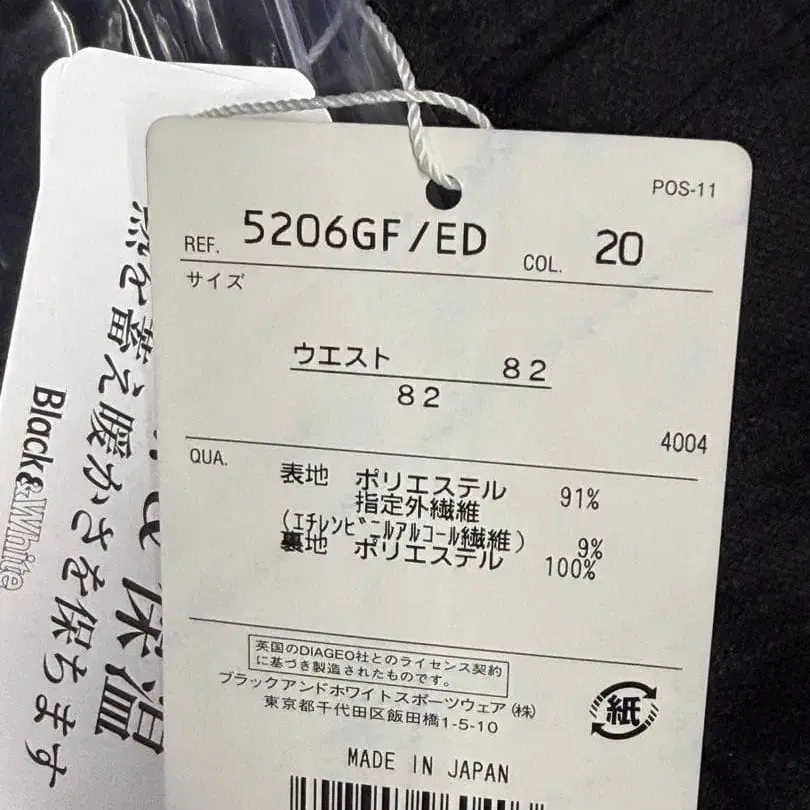 POS-11
REF. 5206GF/ED COL. 20
サイズ
ウエスト 82
82
4004
QUA.
表地 ポリエステル 91%
指定外繊維
(エチレンビニルアルコール繊維) 9%
裏地 ポリエステル 100%
英国のDIAGEO社とのライセンス契約
に基づき製造されたものです。
ブラックアンドホワイトスポーツウェア(株)
東京都千代田区飯田橋1-5-10
紙
MADE IN JAPAN
保温
熱を蓄え暖かさを保ちます
Black&White